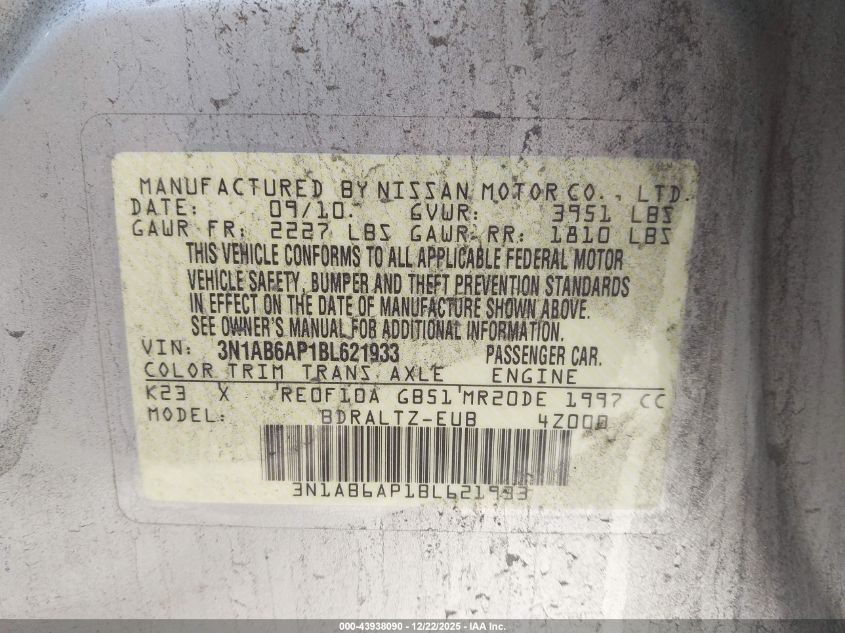 MANUFACTURED BY NISSAN MOTOR CO., LTD.
DATE: 09/10. GVWR: 3951 LBS
GAWR FR: 2227 LBS GAWR RR: 1810 LBS
THIS VEHICLE CONFORMS TO ALL APPLICABLE FEDERAL MOTOR
VEHICLE SAFETY, BUMPER AND THEFT PREVENTION STANDARDS
IN EFFECT ON THE DATE OF MANUFACTURE SHOWN ABOVE.
SEE OWNER'S MANUAL FOR ADDITIONAL INFORMATION
VIN: 3N1AB6AP1BL621933 PASSENGER CAR.
COLOR TRIM TRANS AXLE ENGINE
K23 X RE0F10A GB51 MR20DE 1997 CC
MODEL: BDRALTZ-EUB 4Z000
3N1AB6AP1BL621933
000-43938090 - 12/22/2025 - IAA Inc.